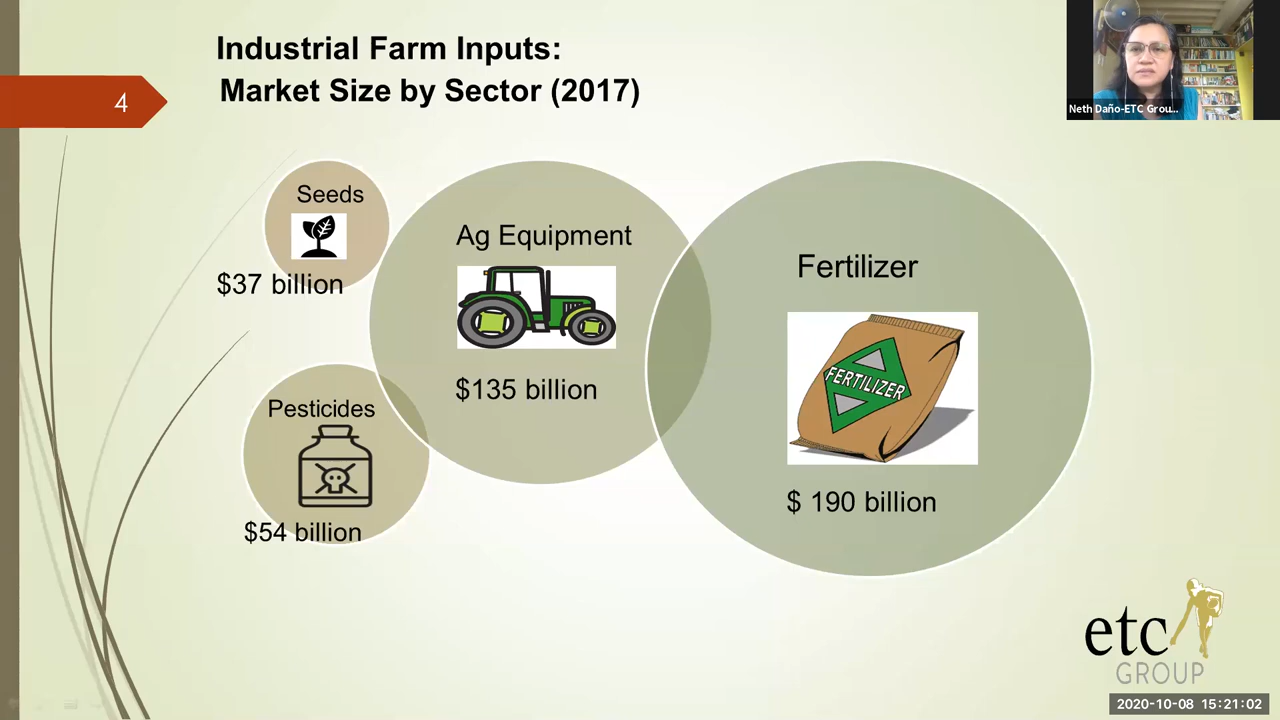 Industrial Farm Inputs:
Market Size by Sector (2017)
4
Neth Daño-ETC Grou...
Seeds
$37 billion
Pesticides
$54 billion
Ag Equipment
$135 billion
Fertilizer
FERTILIZER
$ 190 billion
etc
GROUP
2020-10-08 15:21:02